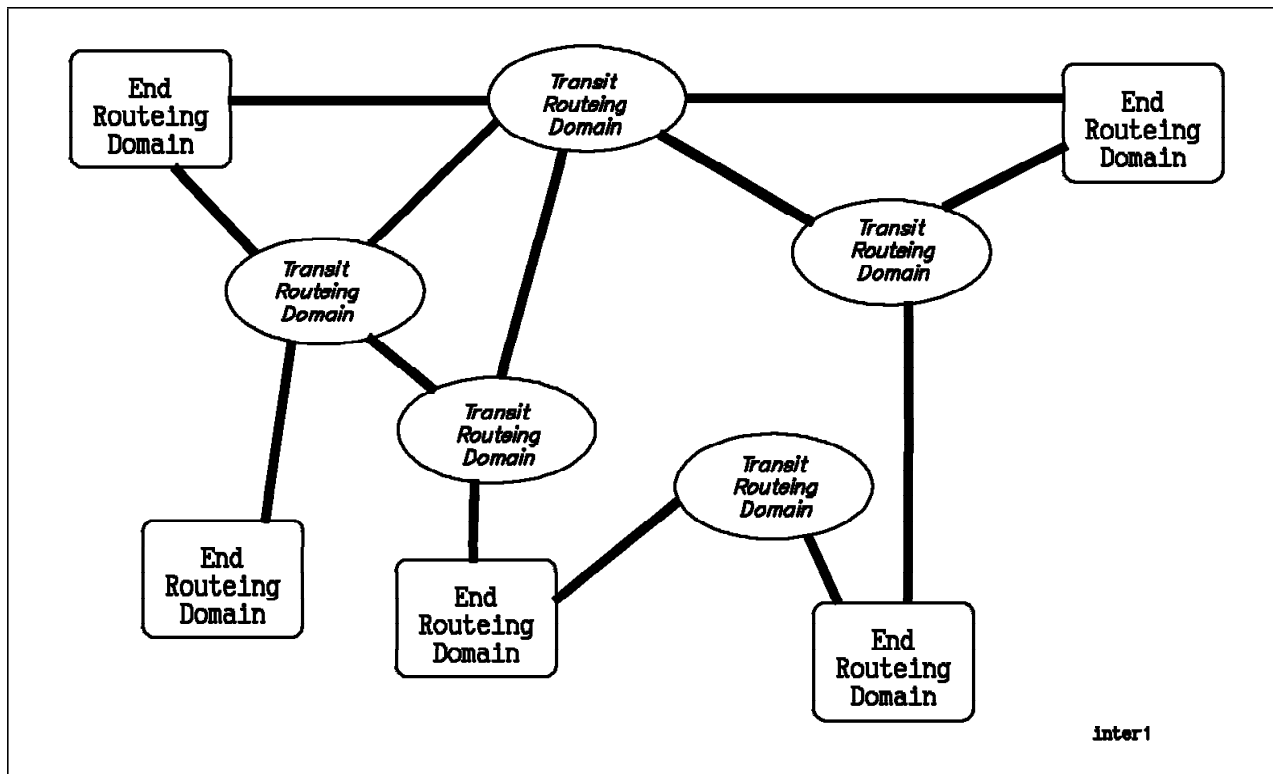 End
Routeing
Domain
Transit
Routeing
Domain
End
Routeing
Domain
Transit
Routeing
Domain
Transit
Routeing
Domain
Transit
Routeing
Domain
Transit
Routeing
Domain
End
Routeing
Domain
End
Routeing
Domain
End
Routeing
Domain
inter1